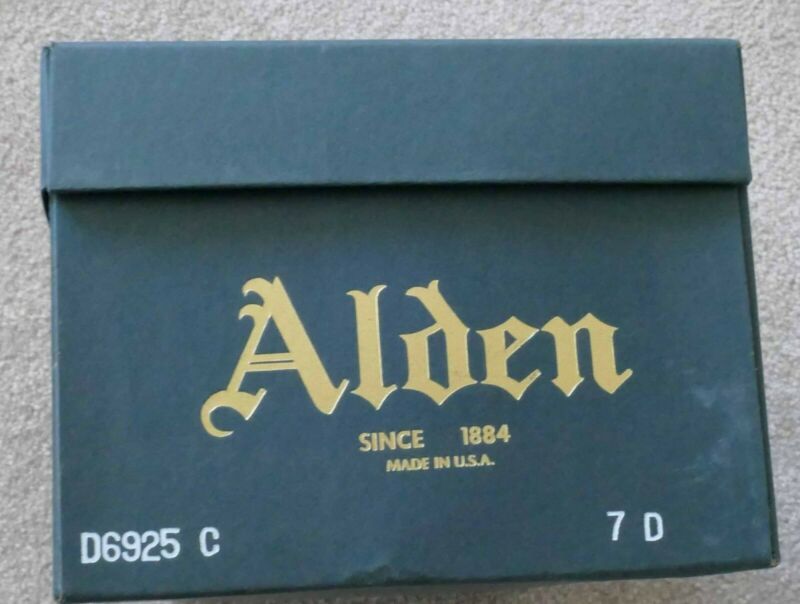 Alden
SINCE 1884
MADE IN U.S.A.
D6925 C 7 D